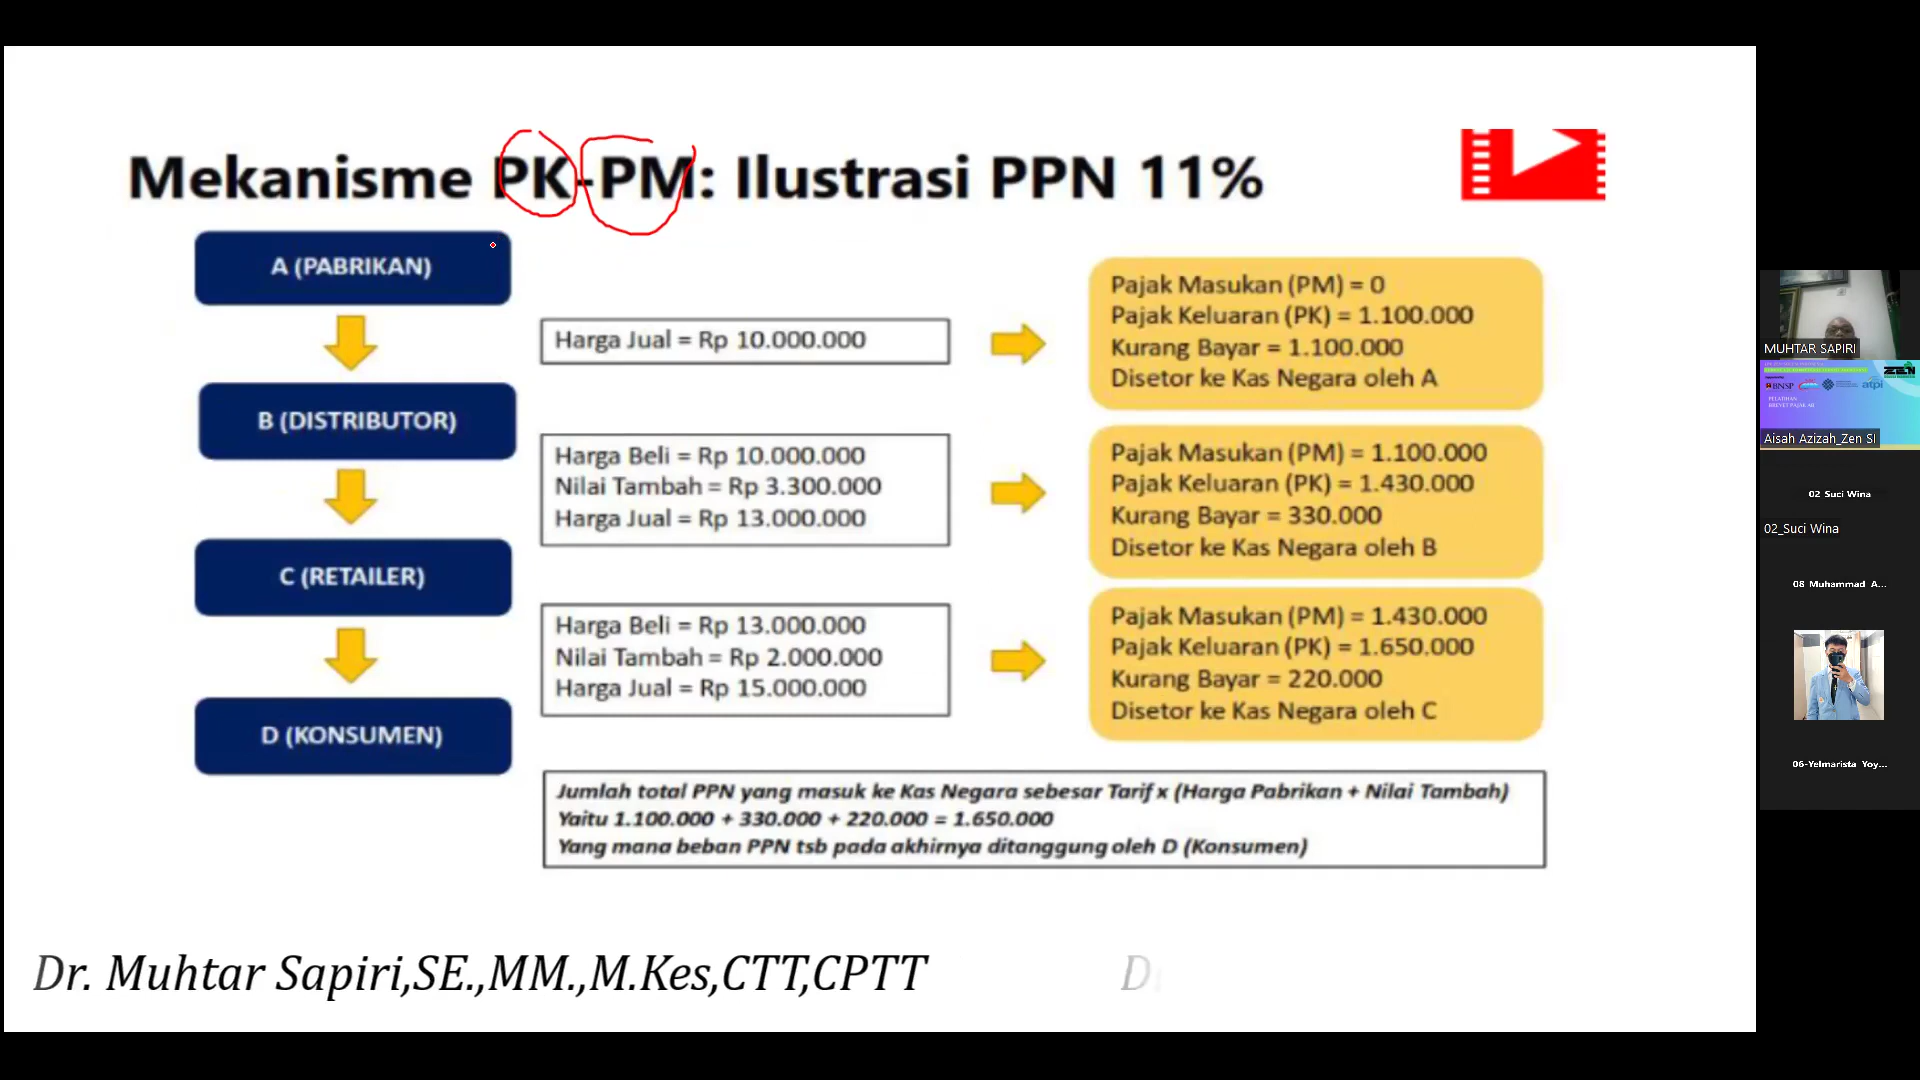 Mekanisme PK-PM: Ilustrasi PPN 11%
A (PABRIKAN)
Harga Jual = Rp 10.000.000
Pajak Masukan (PM) = 0
Pajak Keluaran (PK) = 1.100.000
Kurang Bayar = 1.100.000
Disetor ke Kas Negara oleh A
B (DISTRIBUTOR)
Harga Beli = Rp 10.000.000
Nilai Tambah = Rp 3.300.000
Harga Jual = Rp 13.000.000
Pajak Masukan (PM) = 1.100.000
Pajak Keluaran (PK) = 1.430.000
Kurang Bayar = 330.000
Disetor ke Kas Negara oleh B
C (RETAILER)
Harga Beli = Rp 13.000.000
Nilai Tambah = Rp 2.000.000
Harga Jual = Rp 15.000.000
Pajak Masukan (PM) = 1.430.000
Pajak Keluaran (PK) = 1.650.000
Kurang Bayar = 220.000
Disetor ke Kas Negara oleh C
D (KONSUMEN)
Jumlah total PPN yang masuk ke Kas Negara sebesar Tarif x (Harga Pabrikan + Nilai Tambah)
Yaitu 1.100.000 + 330.000 + 220.000 = 1.650.000
Yang mana beban PPN tsb pada akhirnya ditanggung oleh D (Konsumen)
Dr. Muhtar Sapiri,SE.,MM.,M.Kes,CTT,CPTT
D
MUHTAR SAPIRI
ZEN
BNSP
atpi
PELATIHAN
BREVET PAJAK AB
Aisah Azizah_Zen SI
02 Suci Wina
02_Suci Wina
08 Muhammad A...
06-Yelmarista Yoy...